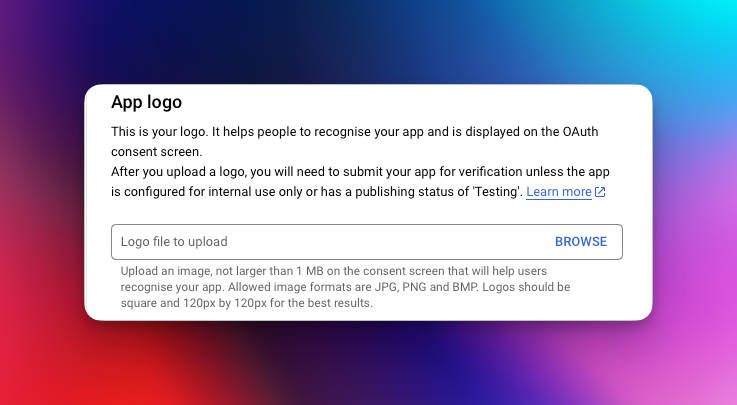 App logo
This is your logo. It helps people to recognise your app and is displayed on the OAuth
consent screen.
After you upload a logo, you will need to submit your app for verification unless the app
is configured for internal use only or has a publishing status of 'Testing'. Learn more
Logo file to upload BROWSE
Upload an image, not larger than 1 MB on the consent screen that will help users
recognise your app. Allowed image formats are JPG, PNG and BMP. Logos should be
square and 120px by 120px for the best results.